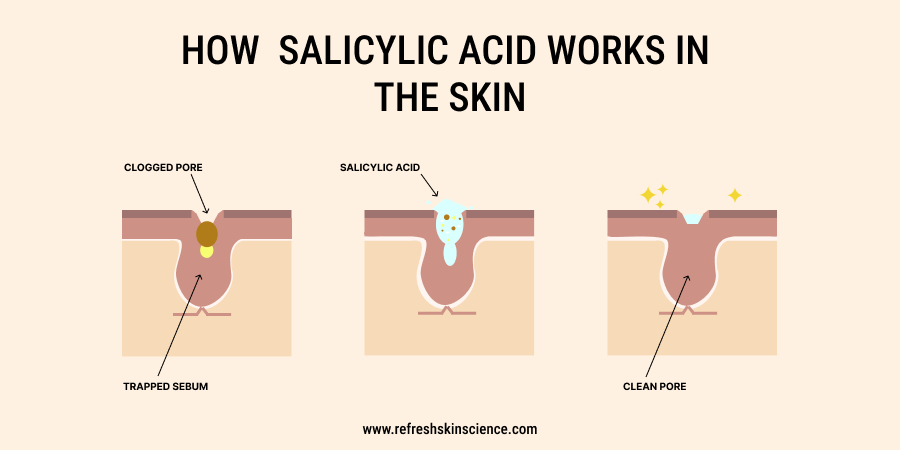 HOW SALICYLIC ACID WORKS IN
THE SKIN
CLOGGED PORE
SALICYLIC ACID
TRAPPED SEBUM
CLEAN PORE
www.refreshskinscience.com